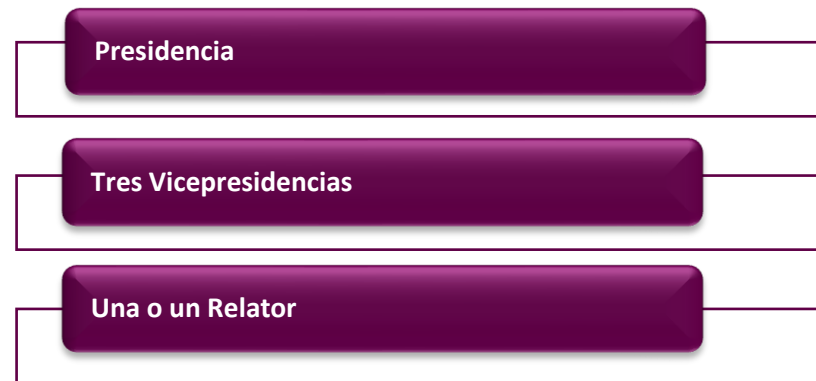 Presidencia
Tres Vicepresidencias
Una o un Relator